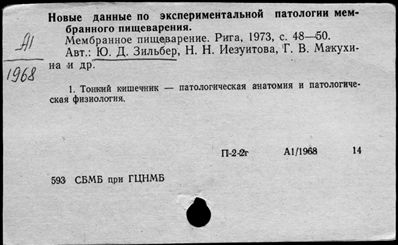 Новые данные по экспериментальной патологии мем-
бранного пищеварения.
А1
Мембранное пищеварение. Рига, 1973, с. 48—50.
1968
Авт.: Ю. Д. Зильбер, Н. Н. Иезуитова, Г. В. Макухи-
на и др.
1. Тонкий кишечник — патологическая анатомия и патологиче-
ская физиология.
П-2-2г А1/1968 14
593 СБМБ при ГЦНМБ